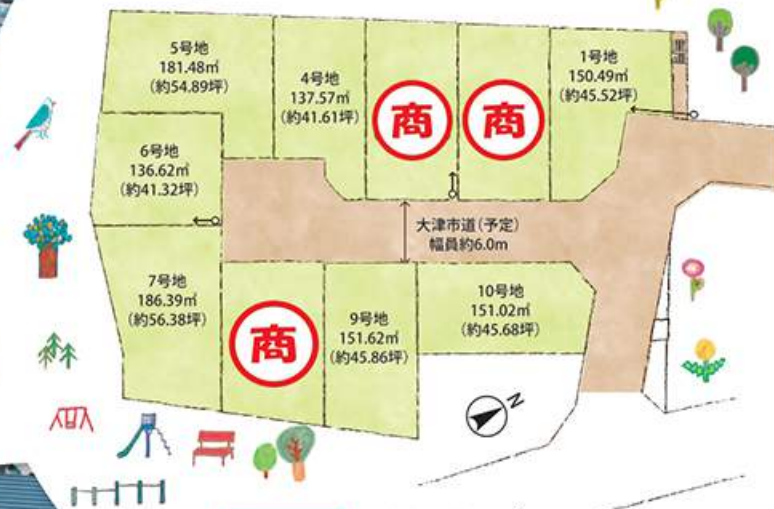 5号地
181.48㎡
(約54.89坪)
4号地
137.57㎡
(約41.61坪)
商
商
1号地
150.49㎡
(約45.52坪)
里道
6号地
136.62㎡
(約41.32坪)
大津市道(予定)
幅員約6.0m
7号地
186.39㎡
(約56.38坪)
商
9号地
151.62㎡
(約45.86坪)
10号地
151.02㎡
(約45.68坪)
N